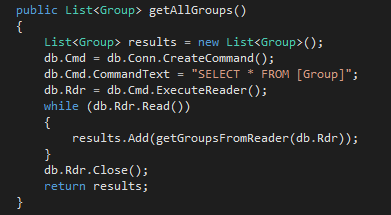 public List<Group> getAllGroups()
{
List<Group> results = new List<Group>();
db.Cmd = db.Conn.CreateCommand();
db.Cmd.CommandText = "SELECT * FROM [Group]";
db.Rdr = db.Cmd.ExecuteReader();
while (db.Rdr.Read())
{
results.Add(getGroupsFromReader(db.Rdr));
}
db.Rdr.Close();
return results;
}